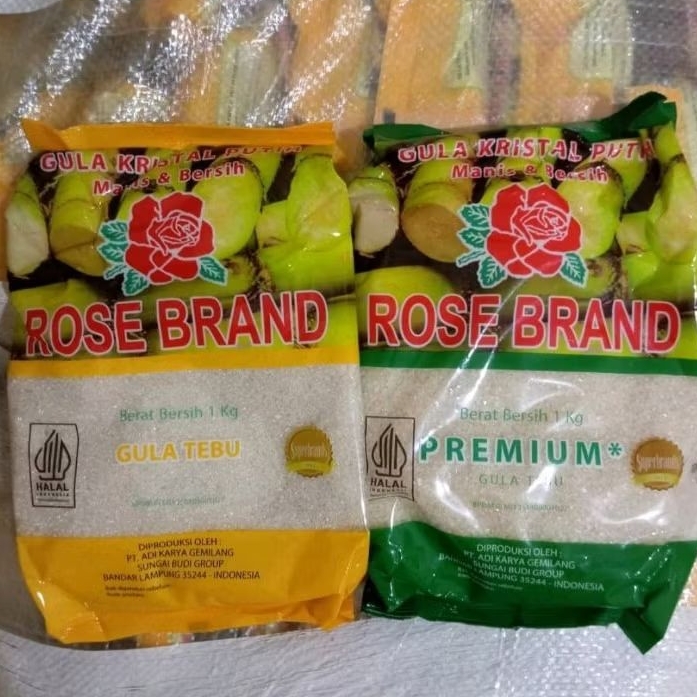 GULA KRISTAL PUTIH
Manis & Bersih
ROSE BRAND
Berat Bersih 1 Kg
GULA TEBU
HALAL
INDONESIA
Superbrands
DIPRODUKSI OLEH :
PT. ADI KARYA GEMILANG
SUNGAI BUDI GROUP
BANDAR LAMPUNG 35244 - INDONESIA
GULA KRISTAL PUTIH
Manis & Bersih
ROSE BRAND
Berat Bersih 1 Kg
PREMIUM*
GULA TEBU
HALAL
INDONESIA
Superbrands
DIPRODUKSI OLEH :
PT. ADI KARYA GEMILANG
SUNGAI BUDI GROUP
BANDAR LAMPUNG 35244 - INDONESIA